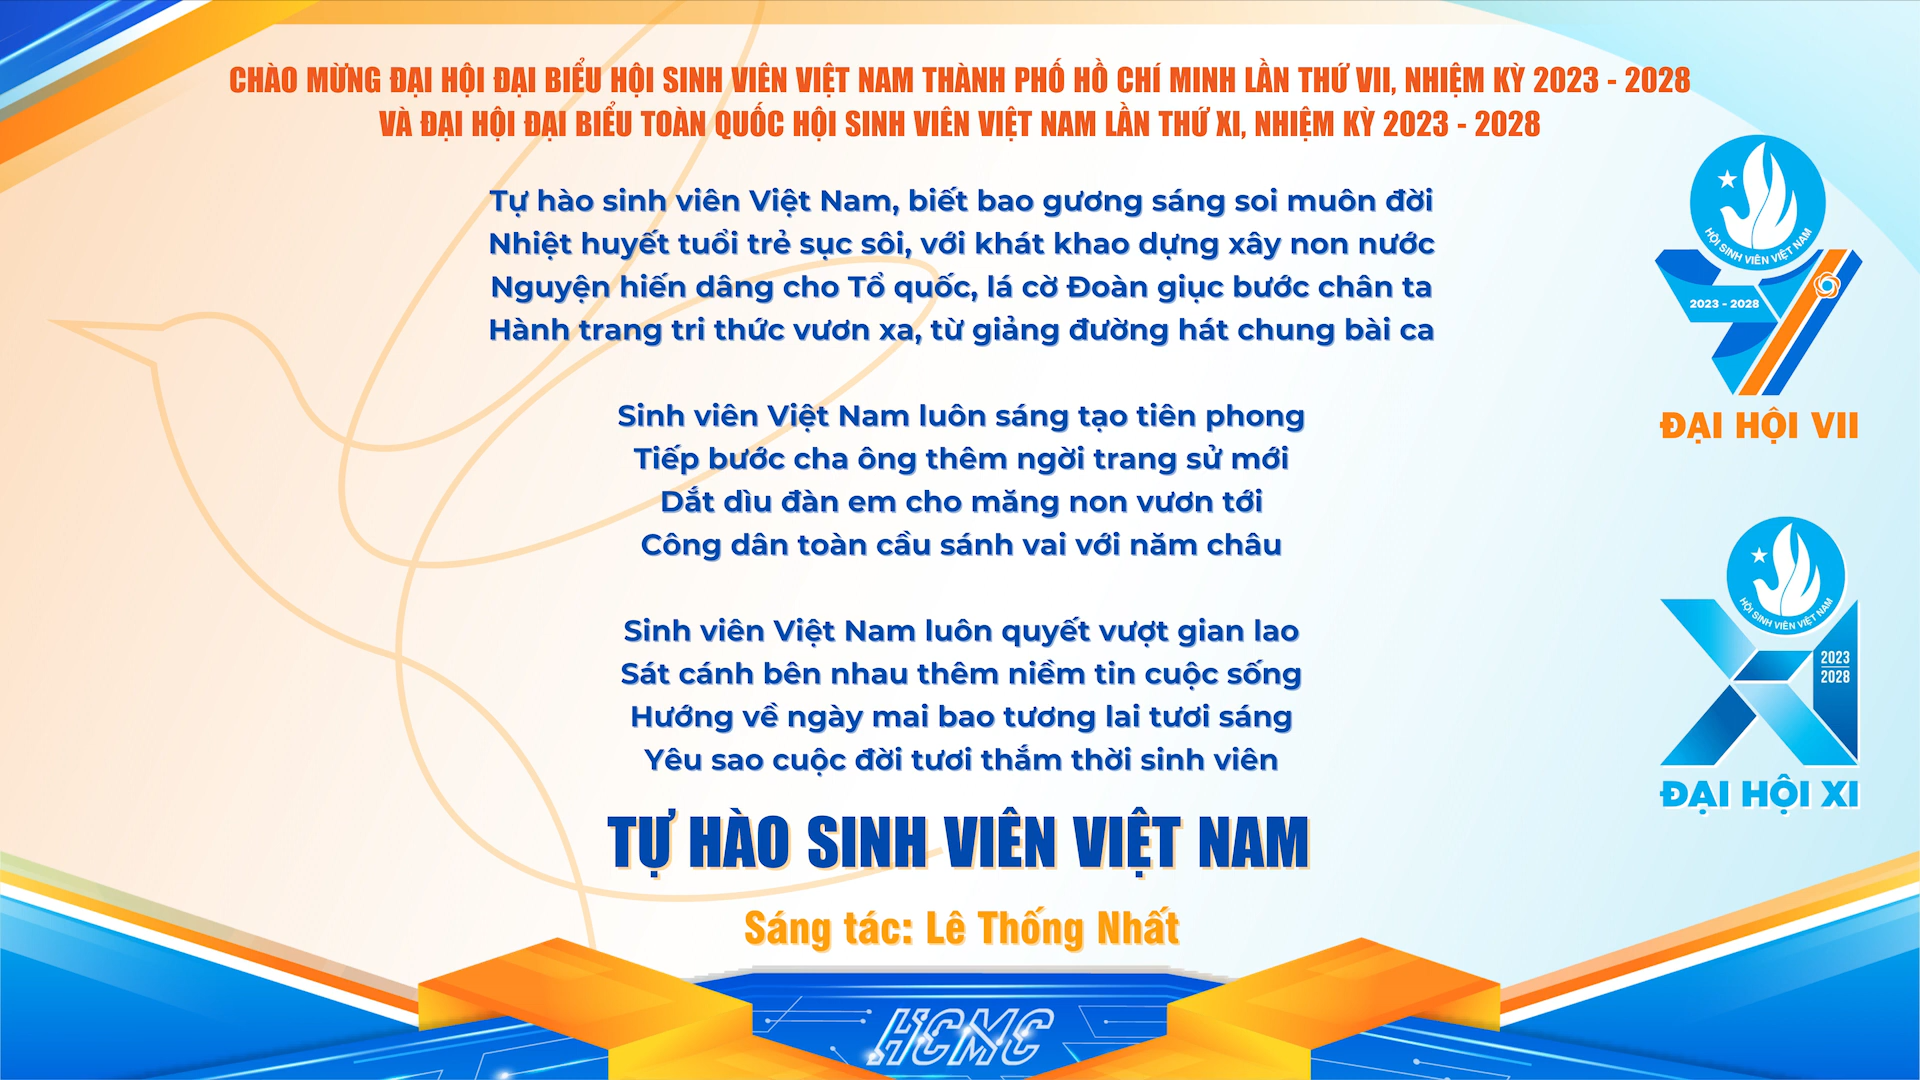 CHÀO MỪNG ĐẠI HỘI ĐẠI BIỂU HỘI SINH VIÊN VIỆT NAM THÀNH PHỐ HỒ CHÍ MINH LẦN THỨ VII, NHIỆM KỲ 2023 - 2028
VÀ ĐẠI HỘI ĐẠI BIỂU TOÀN QUỐC HỘI SINH VIÊN VIỆT NAM LẦN THỨ XI, NHIỆM KỲ 2023 - 2028
Tự hào sinh viên Việt Nam, biết bao gương sáng soi muôn đời
Nhiệt huyết tuổi trẻ sục sôi, với khát khao dựng xây non nước
Nguyện hiến dâng cho Tổ quốc, lá cờ Đoàn giục bước chân ta
Hành trang tri thức vươn xa, từ giảng đường hát chung bài ca
Sinh viên Việt Nam luôn sáng tạo tiên phong
Tiếp bước cha ông thêm ngời trang sử mới
Dắt dìu đàn em cho măng non vươn tới
Công dân toàn cầu sánh vai với năm châu
Sinh viên Việt Nam luôn quyết vượt gian lao
Sát cánh bên nhau thêm niềm tin cuộc sống
Hướng về ngày mai bao tương lai tươi sáng
Yêu sao cuộc đời tươi thắm thời sinh viên
TỰ HÀO SINH VIÊN VIỆT NAM
Sáng tác: Lê Thống Nhất
HCMC
HỘI SINH VIÊN VIỆT NAM
2023 - 2028
ĐẠI HỘI VII
HỘI SINH VIÊN VIỆT NAM
XI
2023
2028
ĐẠI HỘI XI